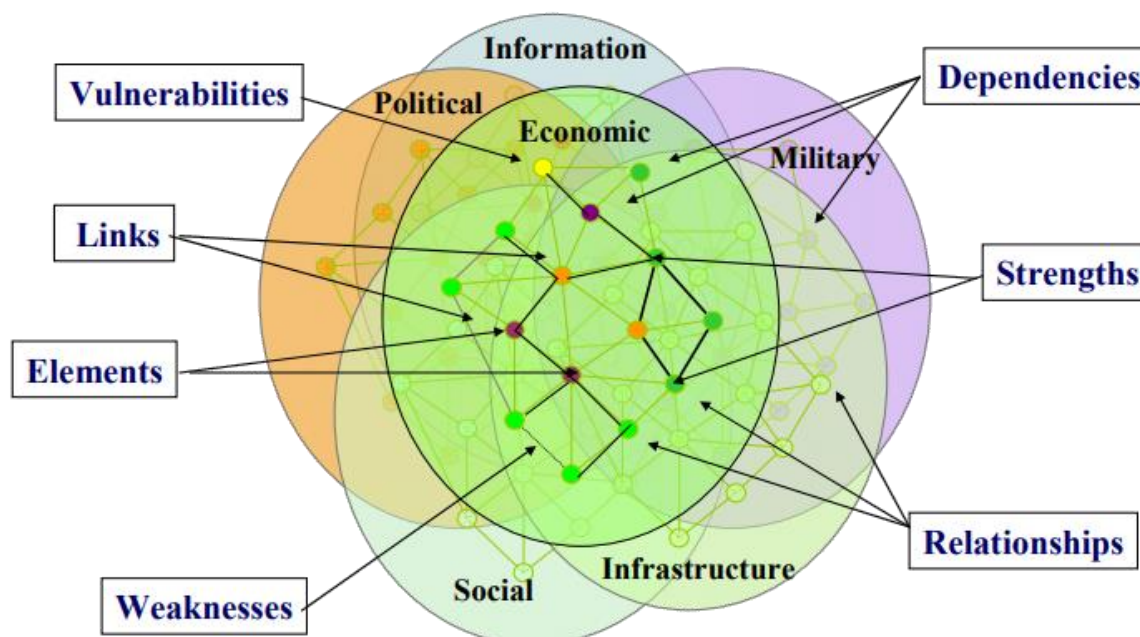 Information
Dependencies
Vulnerabilities
Political
Economic
Military
Links
Strengths
Elements
Relationships
Infrastructure
Social
Weaknesses